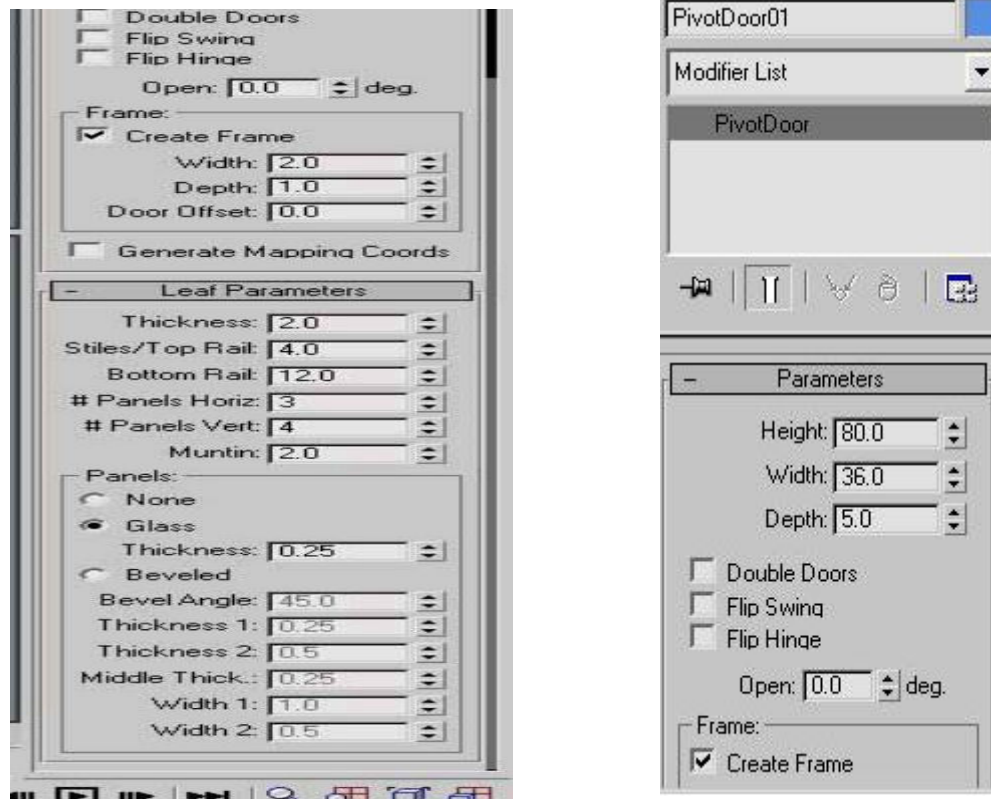 Double Doors
Flip Swing
Flip Hinge
Open: 0.0 deg.
Frame:
Create Frame
Width: 2.0
Depth: 1.0
Door Offset: 0.0
Generate Mapping Coords
- Leaf Parameters
Thickness: 2.0
Stiles/Top Rail: 4.0
Bottom Rail: 12.0
# Panels Horiz: 3
# Panels Vert: 4
Muntin: 2.0
Panels:
None
Glass
Thickness: 0.25
Beveled
Bevel Angle: 45.0
Thickness 1: 0.25
Thickness 2: 0.5
Middle Thick.: 0.25
Width 1: 1.0
Width 2: 0.5
PivotDoor01
Modifier List
PivotDoor
- Parameters
Height: 80.0
Width: 36.0
Depth: 5.0
Double Doors
Flip Swing
Flip Hinge
Open: 0.0 deg.
Frame:
Create Frame